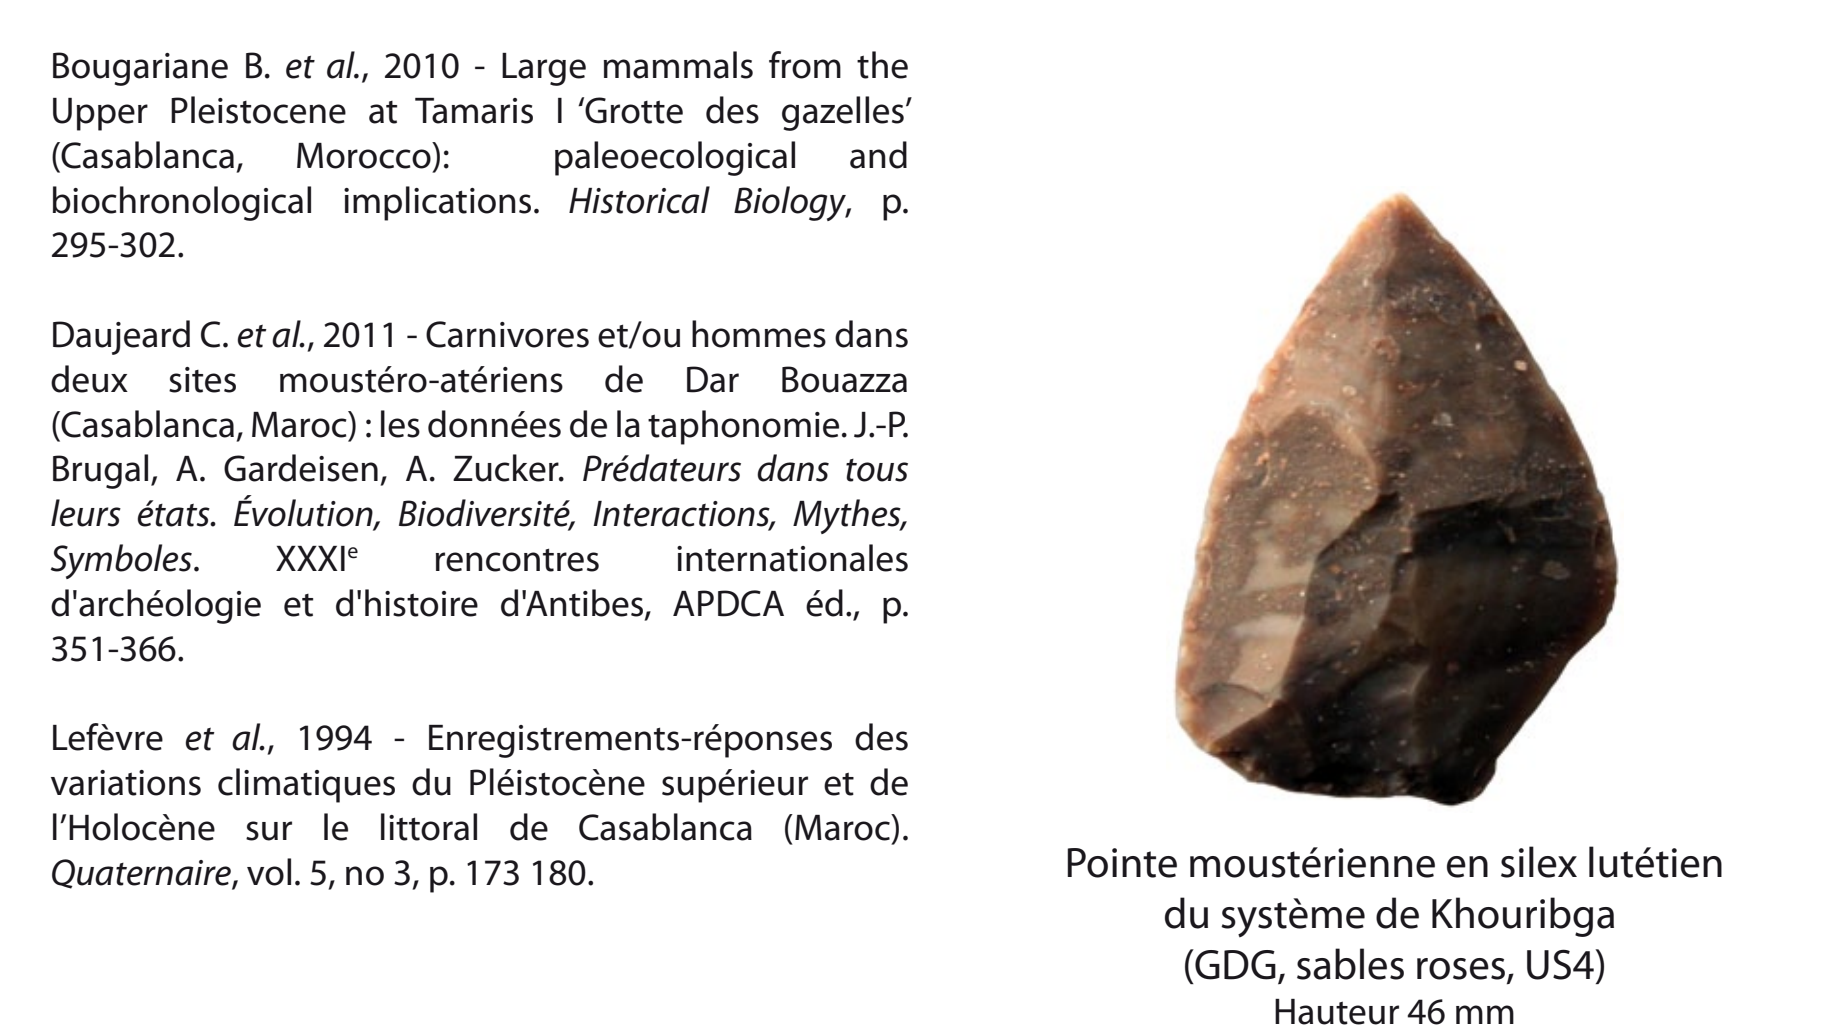 Bougariane B. et al., 2010 - Large mammals from the
Upper Pleistocene at Tamaris I ‘Grotte des gazelles’
(Casablanca, Morocco): paleoecological and
biochronological implications. Historical Biology, p.
295-302.
Daujeard C. et al., 2011 - Carnivores et/ou hommes dans
deux sites moustéro-atériens de Dar Bouazza
(Casablanca, Maroc) : les données de la taphonomie. J.-P.
Brugal, A. Gardeisen, A. Zucker. Prédateurs dans tous
leurs états. Évolution, Biodiversité, Interactions, Mythes,
Symboles. XXXIe rencontres internationales
d'archéologie et d'histoire d'Antibes, APDCA éd., p.
351-366.
Lefèvre et al., 1994 - Enregistrements-réponses des
variations climatiques du Pléistocène supérieur et de
l’Holocène sur le littoral de Casablanca (Maroc).
Quaternaire, vol. 5, no 3, p. 173 180.
Pointe moustérienne en silex lutétien
du système de Khouribga
(GDG, sables roses, US4)
Hauteur 46 mm